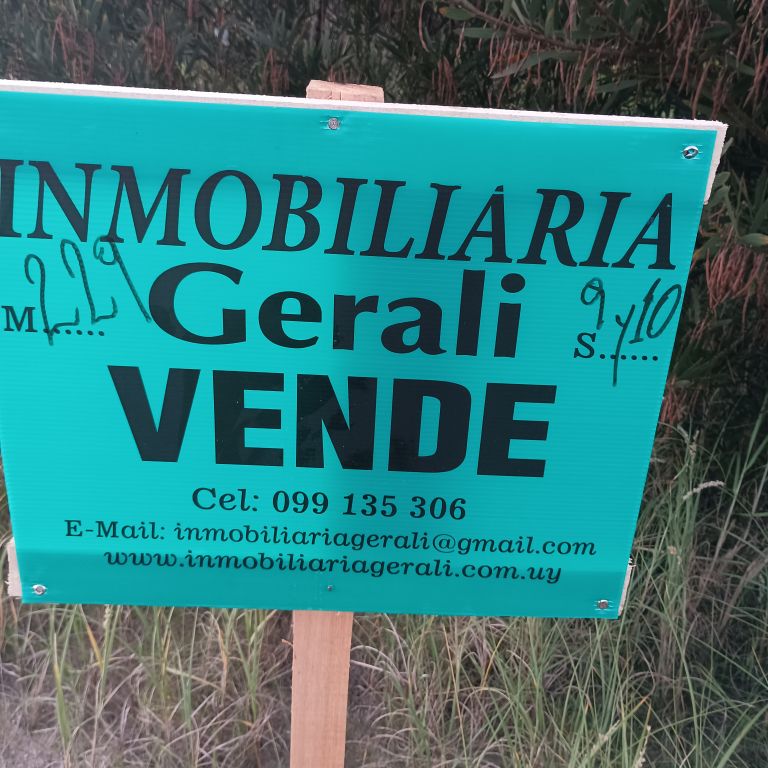 INMOBILIARIA
Gerali
M 229 ...... S 9 y 10 ......
VENDE
Cel: 099 135 306
E-Mail: inmobiliariagerali@gmail.com
www.inmobiliariagerali.com.uy